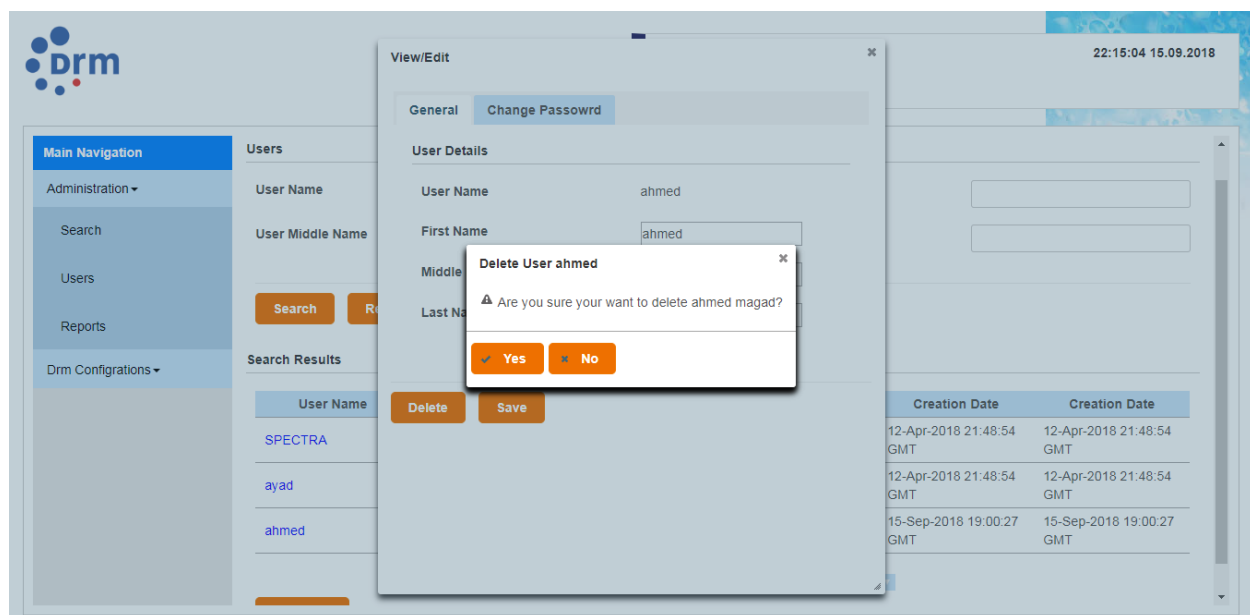 Drm
22:15:04 15.09.2018
View/Edit
General Change Passowrd
User Details
User Name ahmed
First Name ahmed
Middle
Last Na
Delete User ahmed
Are you sure your want to delete ahmed magad?
Yes No
Delete Save
Main Navigation
Administration
Search
Users
Reports
Drm Configrations
Users
User Name
User Middle Name
Search Re
Search Results
User Name Creation Date Creation Date
SPECTRA 12-Apr-2018 21:48:54 GMT 12-Apr-2018 21:48:54 GMT
ayad 12-Apr-2018 21:48:54 GMT 12-Apr-2018 21:48:54 GMT
ahmed 15-Sep-2018 19:00:27 GMT 15-Sep-2018 19:00:27 GMT